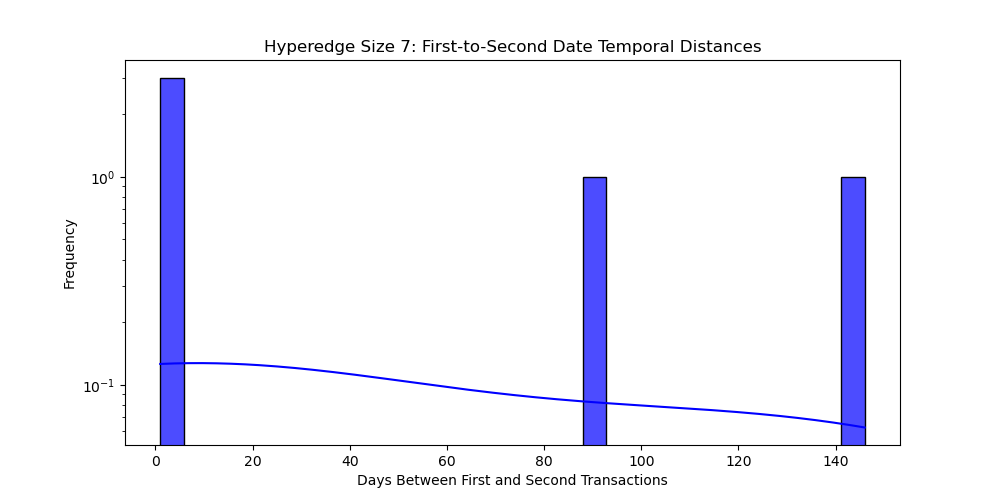 Hyperedge Size 7: First-to-Second Date Temporal Distances
Frequency
10⁰
10⁻¹
0 20 40 60 80 100 120 140
Days Between First and Second Transactions